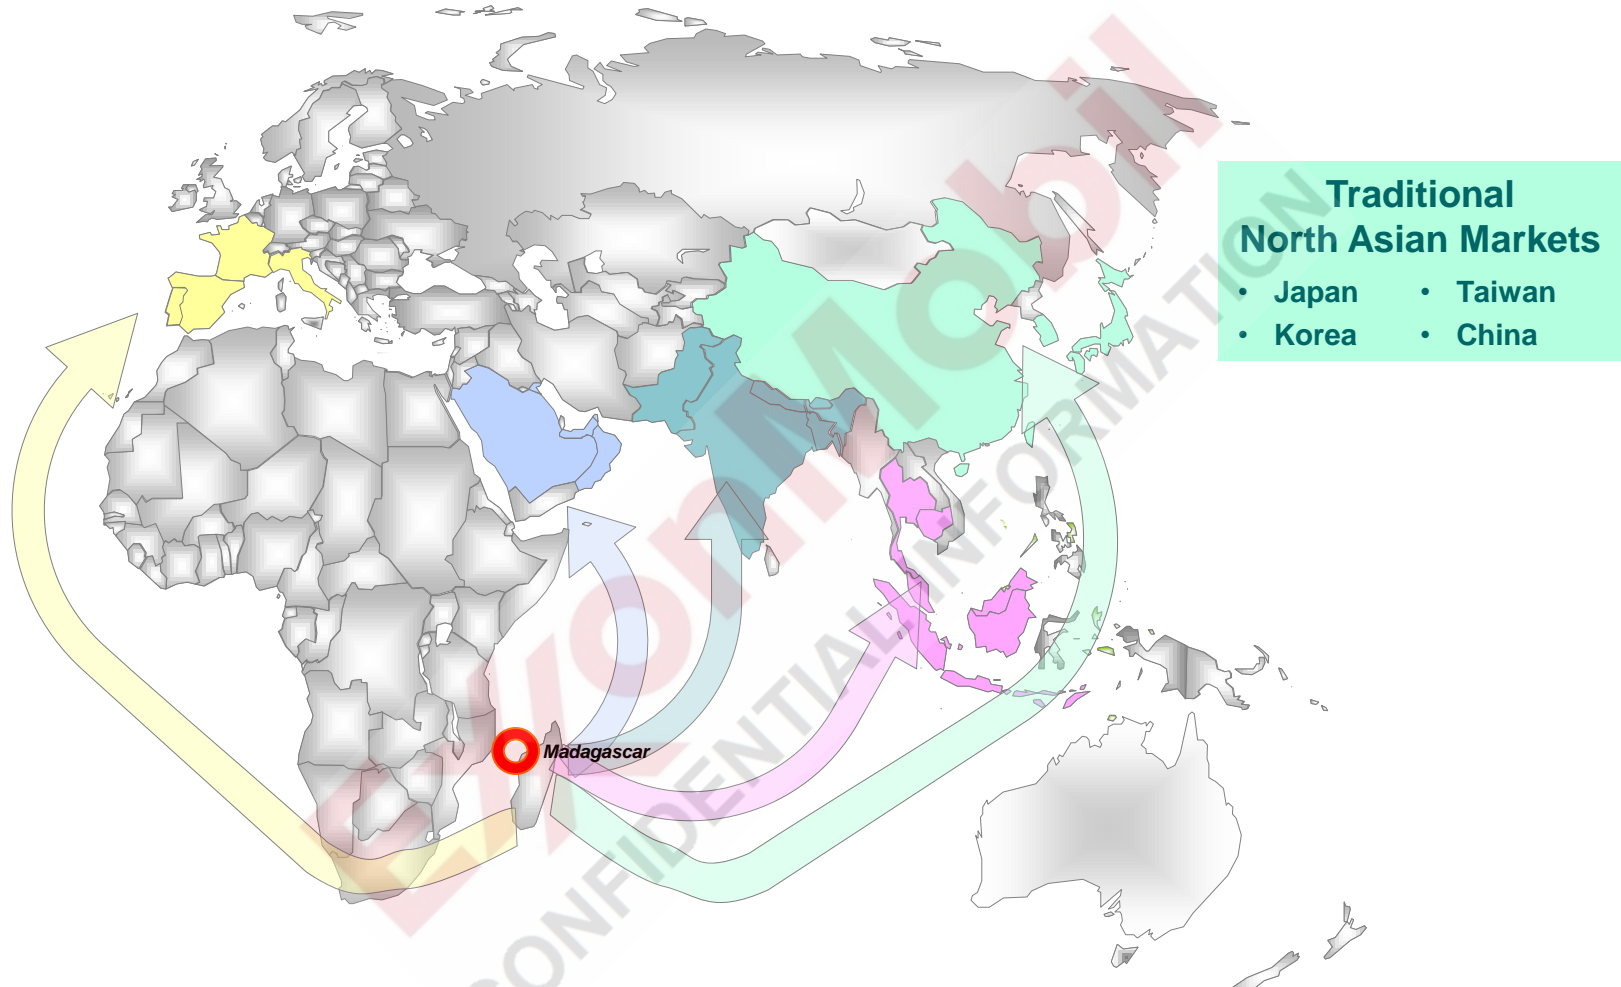 Traditional
North Asian Markets
• Japan • Taiwan
• Korea • China
Madagascar
ExxonMobil
CONFIDENTIAL INFORMATION